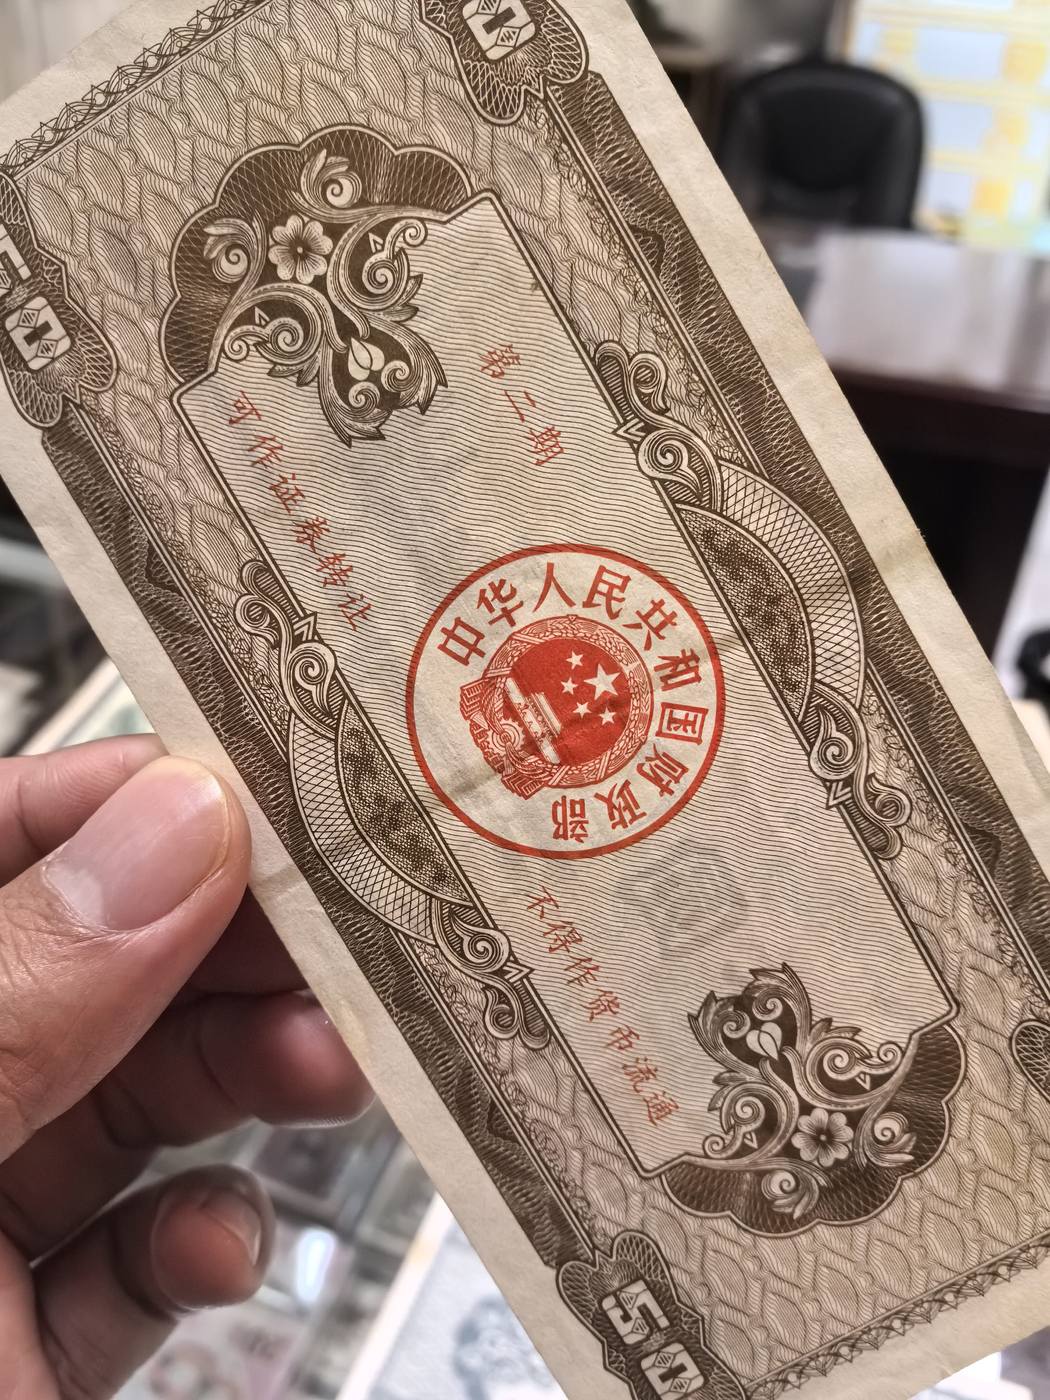 50
第二期
可作证券转让
中华人民共和国财政部
不得作货币流通
50